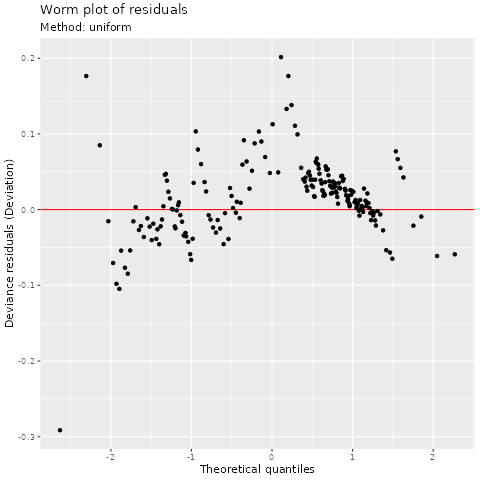 Worm plot of residuals
Method: uniform
Deviance residuals (Deviation)
0.2
0.1
0.0
-0.1
-0.2
-0.3
-2
-1
0
1
2
Theoretical quantiles